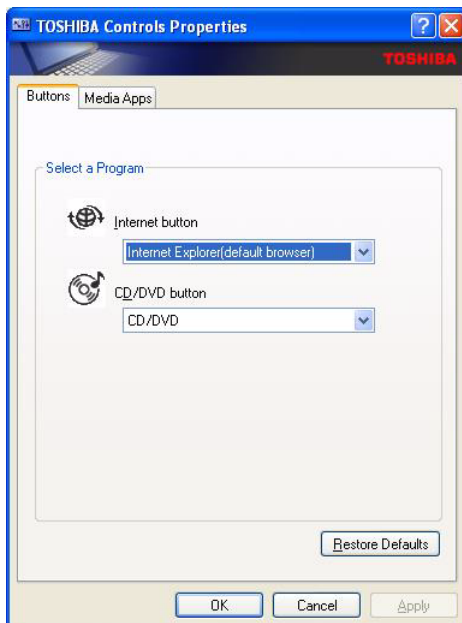 TOSHIBA Controls Properties
TOSHIBA
Buttons Media Apps
Select a Program
Internet button
Internet Explorer(default browser)
CD/DVD button
CD/DVD
Restore Defaults
OK Cancel Apply